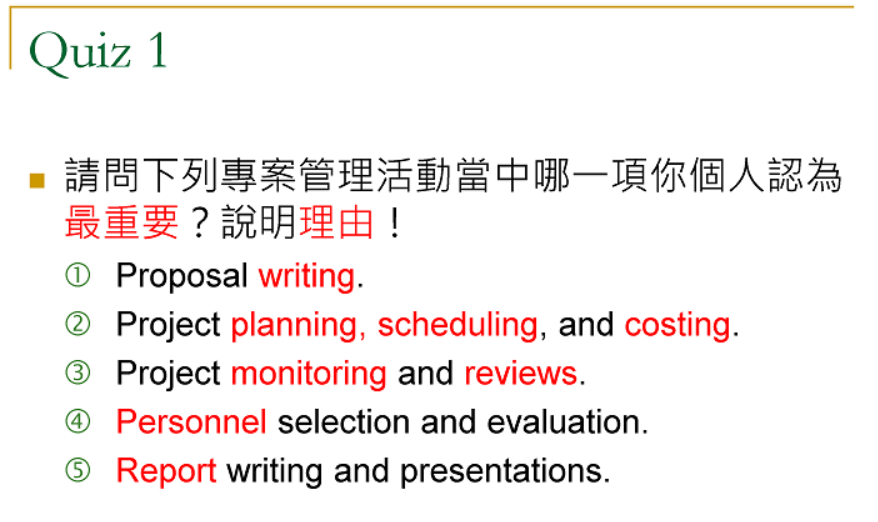 Quiz 1
請問下列專案管理活動當中哪一項你個人認為
最重要？說明理由！
① Proposal writing.
② Project planning, scheduling, and costing.
③ Project monitoring and reviews.
④ Personnel selection and evaluation.
⑤ Report writing and presentations.